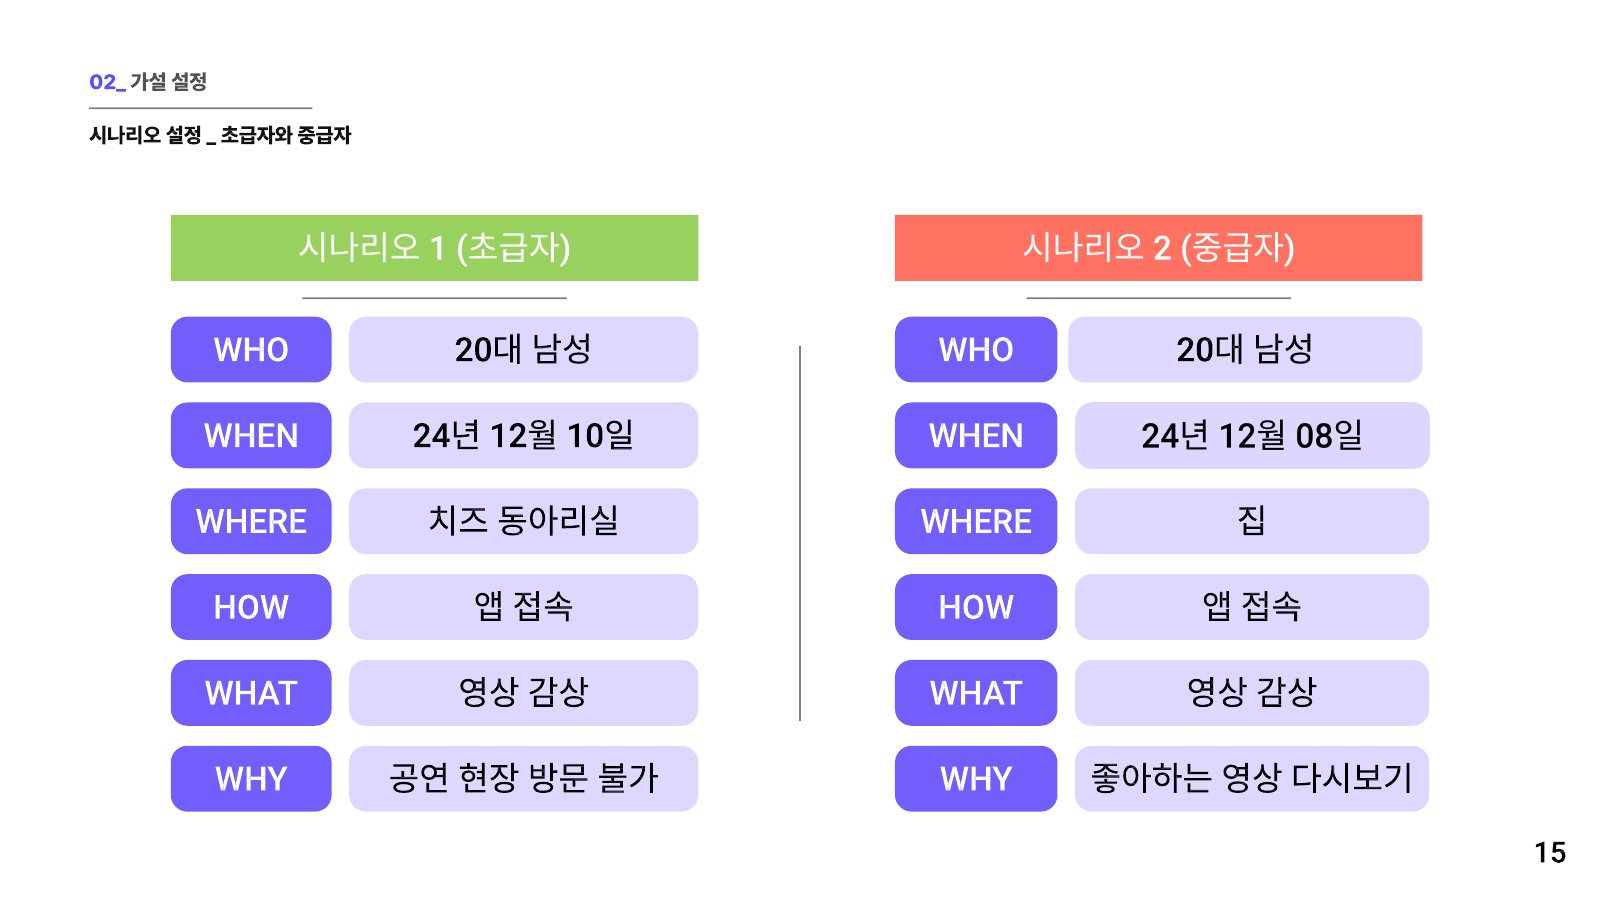 02_ 가설 설정
시나리오 설정 _ 초급자와 중급자
시나리오 1 (초급자)
WHO 20대 남성
WHEN 24년 12월 10일
WHERE 치즈 동아리실
HOW 앱 접속
WHAT 영상 감상
WHY 공연 현장 방문 불가
시나리오 2 (중급자)
WHO 20대 남성
WHEN 24년 12월 08일
WHERE 집
HOW 앱 접속
WHAT 영상 감상
WHY 좋아하는 영상 다시보기
15